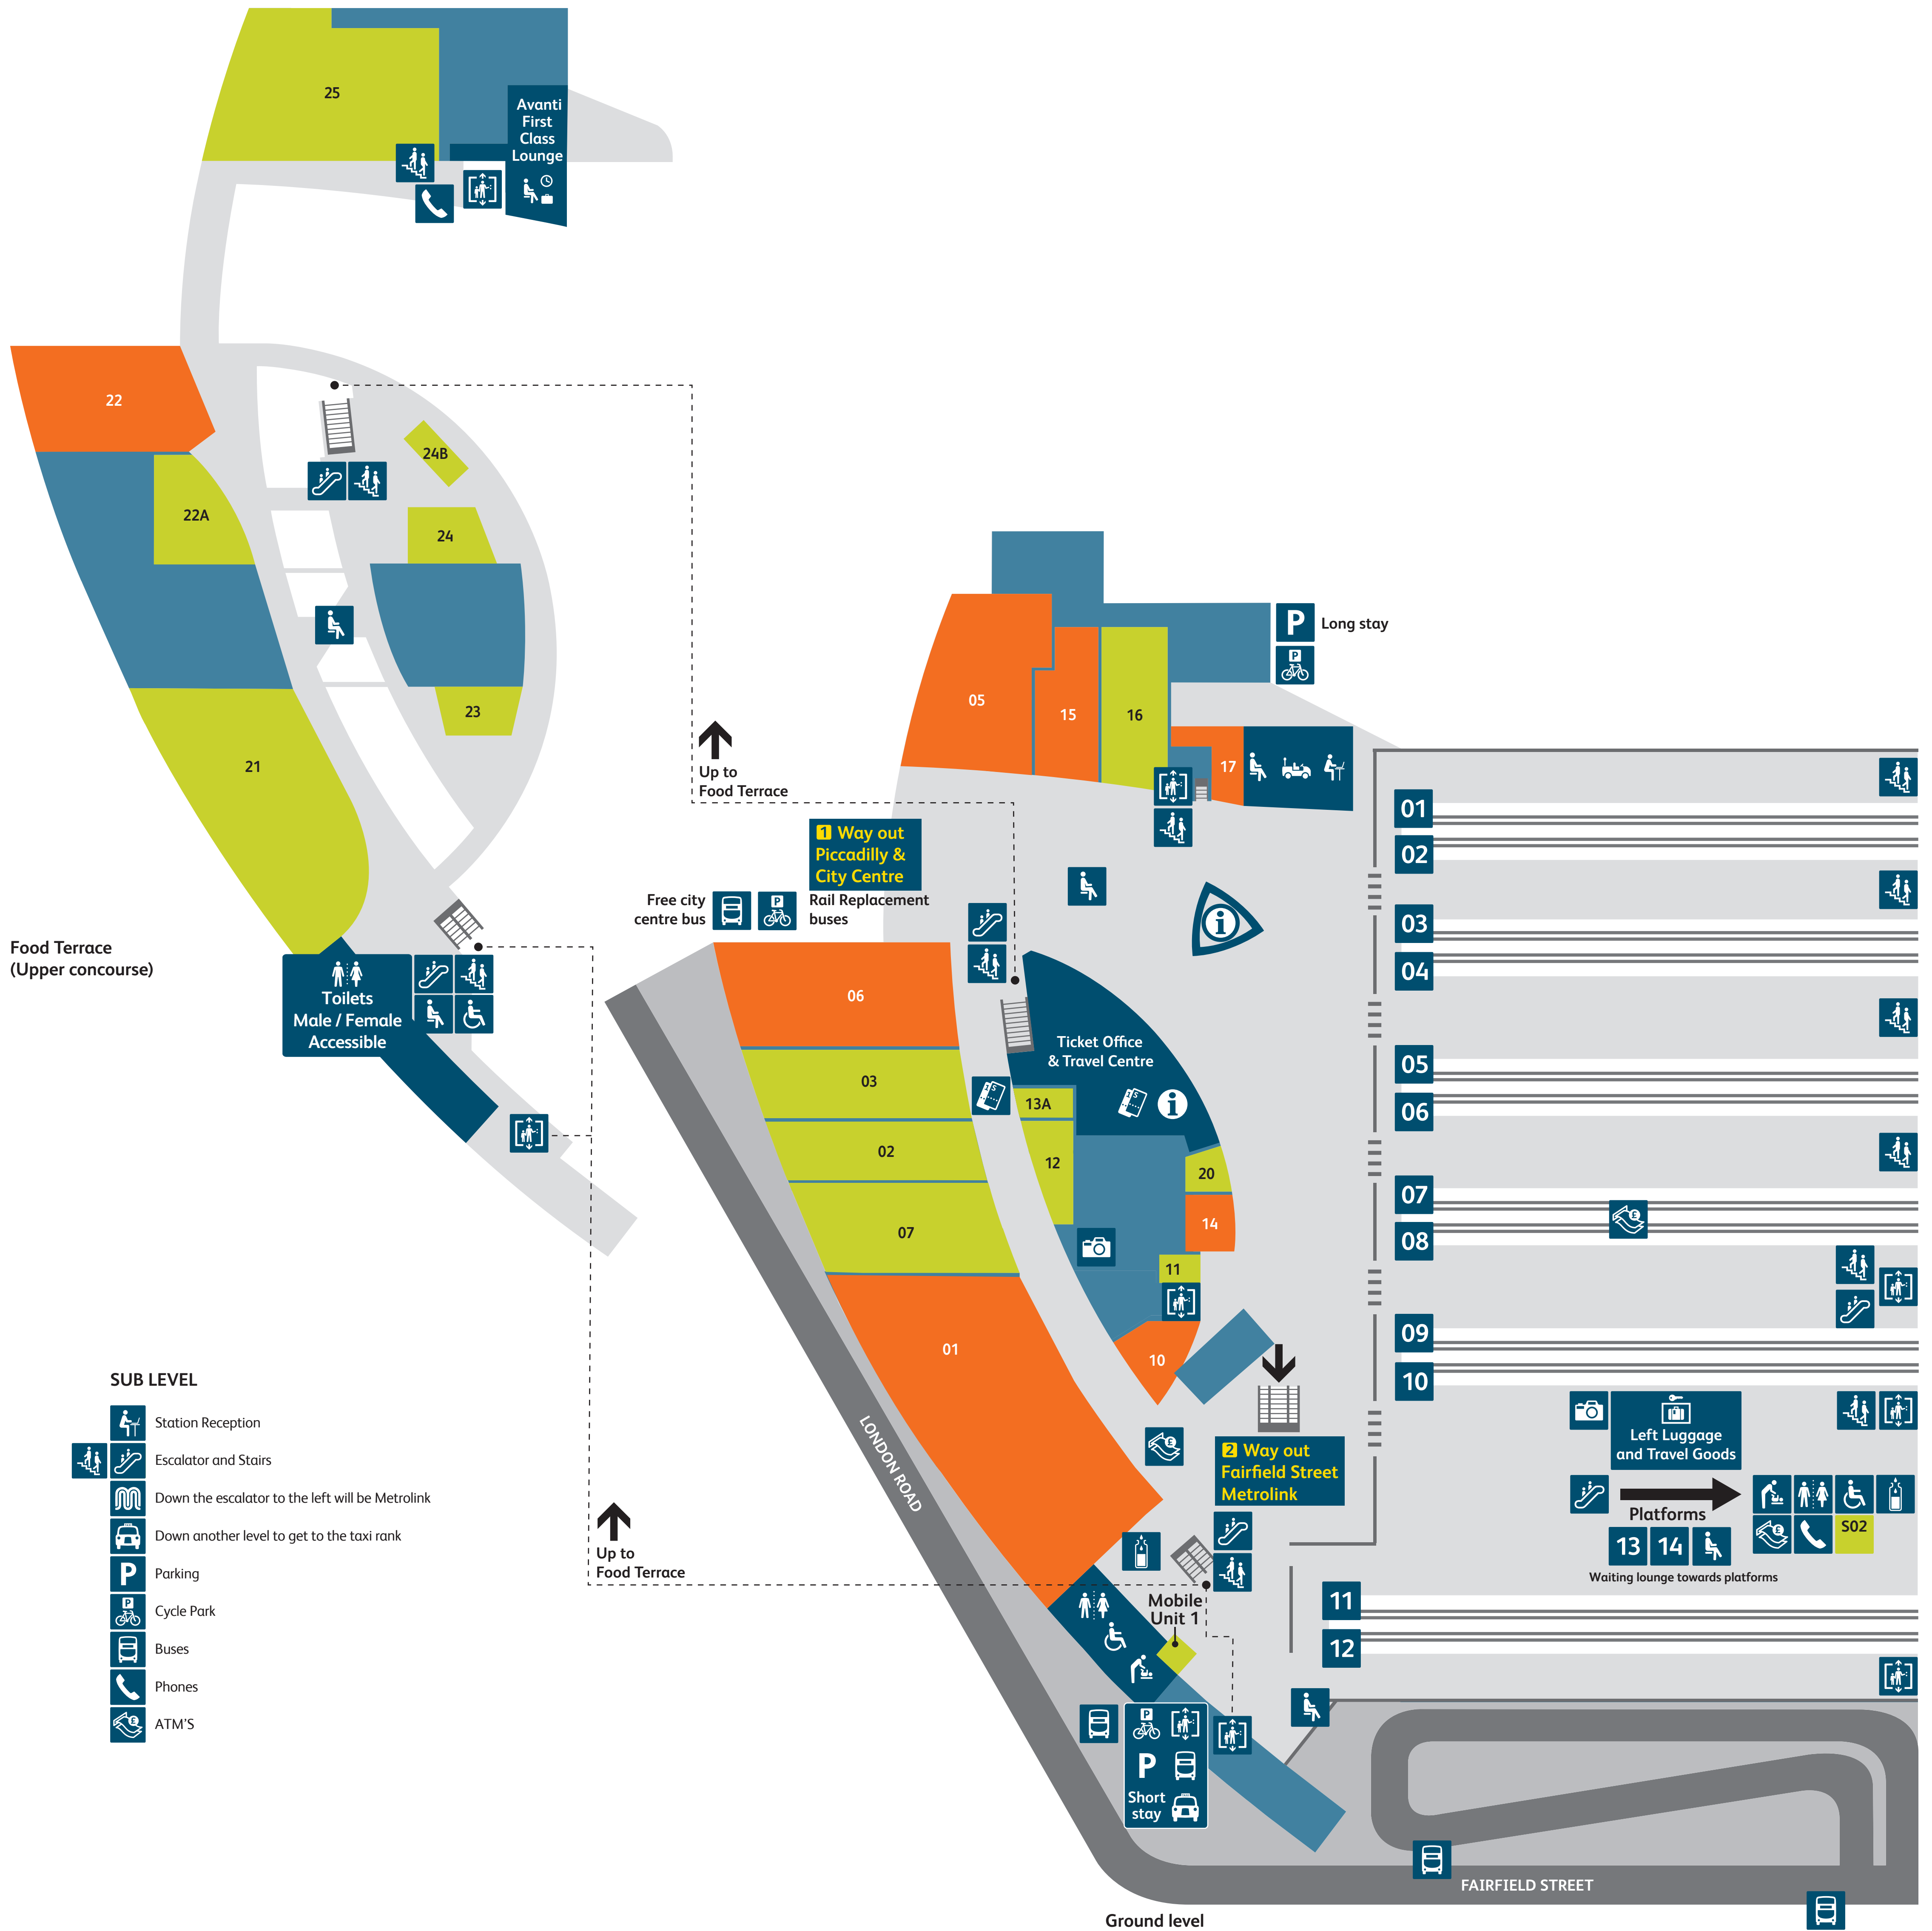 25
Avanti
First
Class
Lounge
22
24B
22A
24
23
21
Food Terrace
(Upper concourse)
Toilets
Male / Female
Accessible
Up to
Food Terrace
1 Way out
Piccadilly &
City Centre
Free city
centre bus
P
Rail Replacement
buses
05
15
16
17
P
Long stay
P
06
03
02
07
01
Ticket Office
& Travel Centre
13A
12
20
14
11
10
i
i
LONDON ROAD
2 Way out
Fairfield Street
Metrolink
Up to
Food Terrace
Mobile
Unit 1
P
P
Short
stay
01
02
03
04
05
06
07
08
£
09
10
Left Luggage
and Travel Goods
Platforms
13
14
S02
Waiting lounge towards platforms
11
12
FAIRFIELD STREET
Ground level
SUB LEVEL
Station Reception
Escalator and Stairs
Down the escalator to the left will be Metrolink
Down another level to get to the taxi rank
P Parking
P Cycle Park
Buses
Phones
£ ATM'S